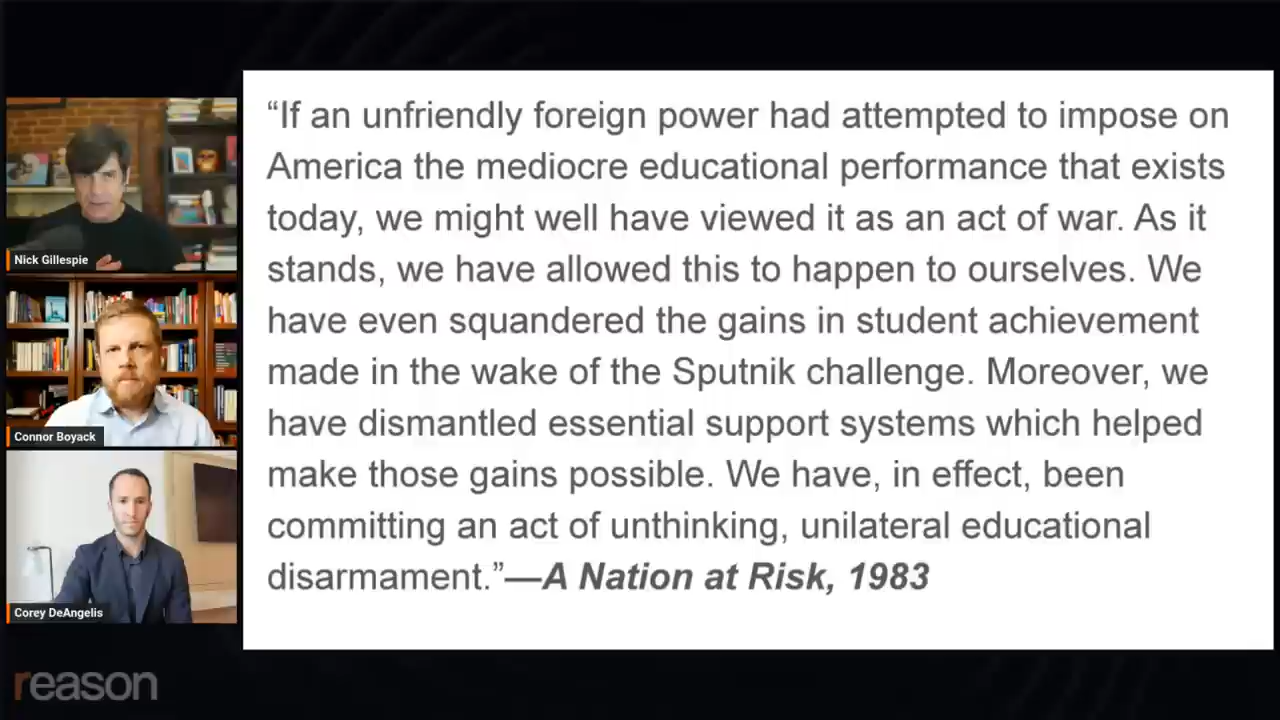 Nick Gillespie
Connor Boyack
Corey DeAngelis
reason
“If an unfriendly foreign power had attempted to impose on
America the mediocre educational performance that exists
today, we might well have viewed it as an act of war. As it
stands, we have allowed this to happen to ourselves. We
have even squandered the gains in student achievement
made in the wake of the Sputnik challenge. Moreover, we
have dismantled essential support systems which helped
make those gains possible. We have, in effect, been
committing an act of unthinking, unilateral educational
disarmament.”—A Nation at Risk, 1983